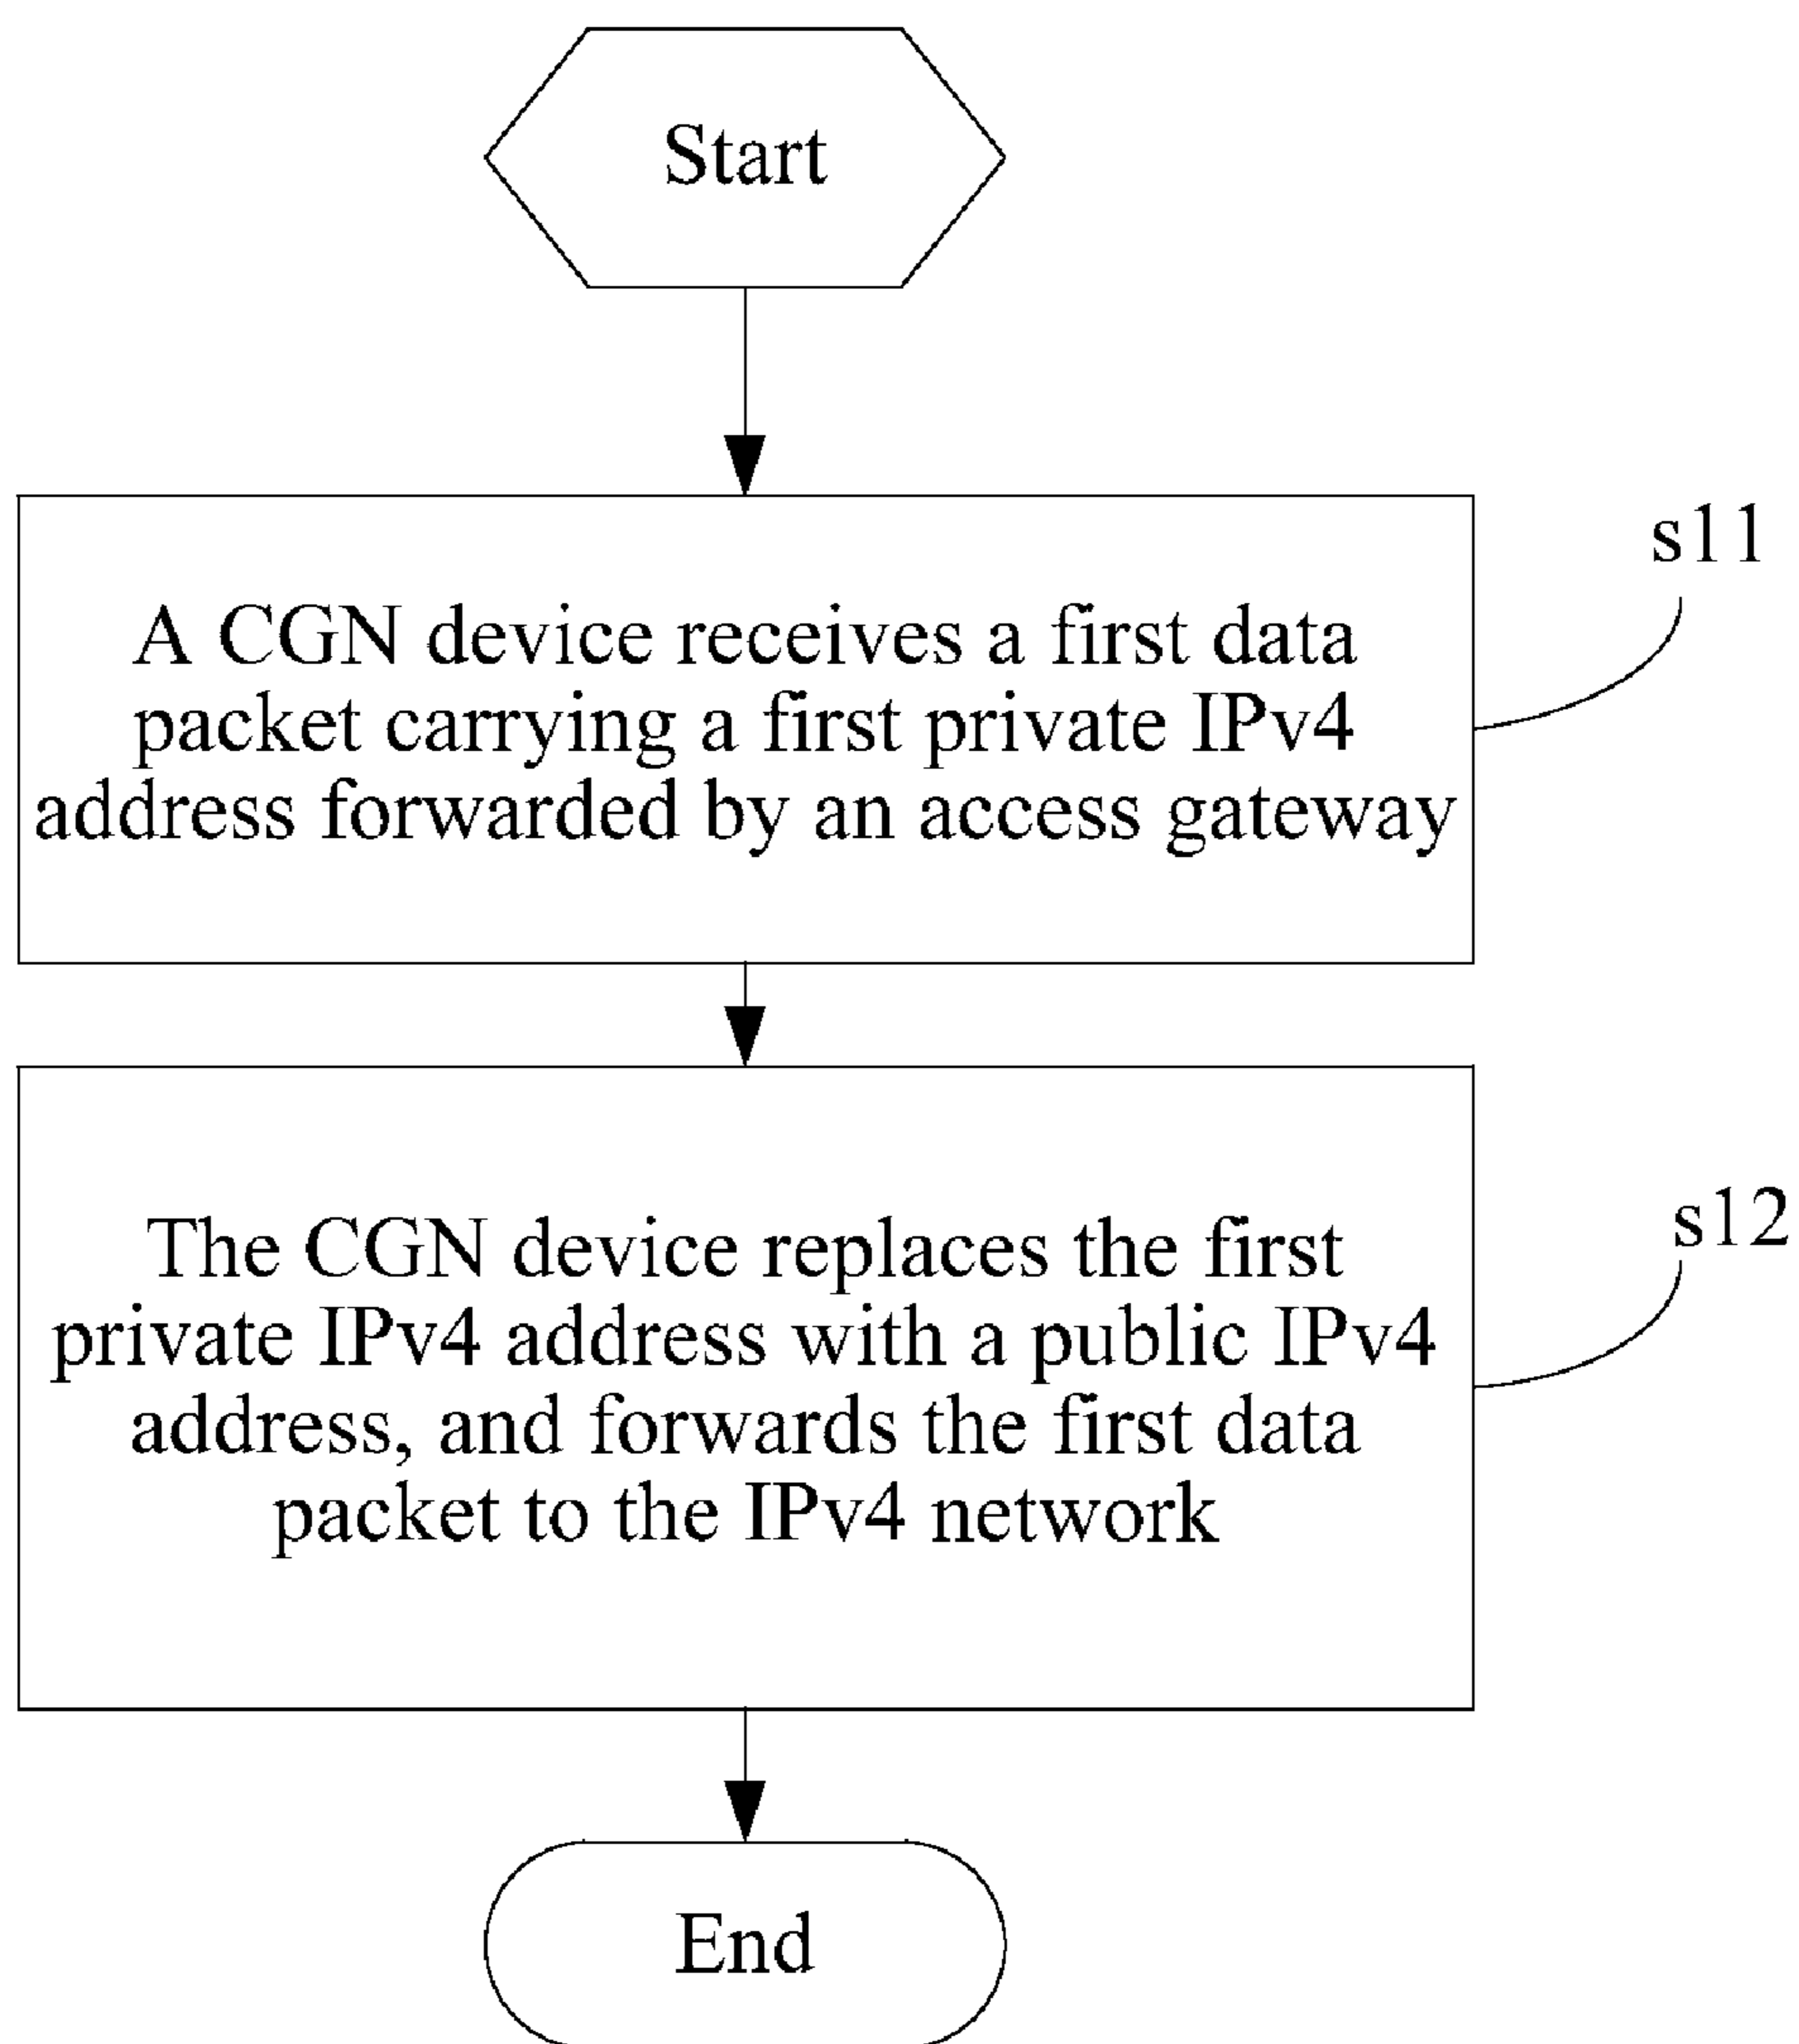 Start
s11
A CGN device receives a first data
packet carrying a first private IPv4
address forwarded by an access gateway
s12
The CGN device replaces the first
private IPv4 address with a public IPv4
address, and forwards the first data
packet to the IPv4 network
End